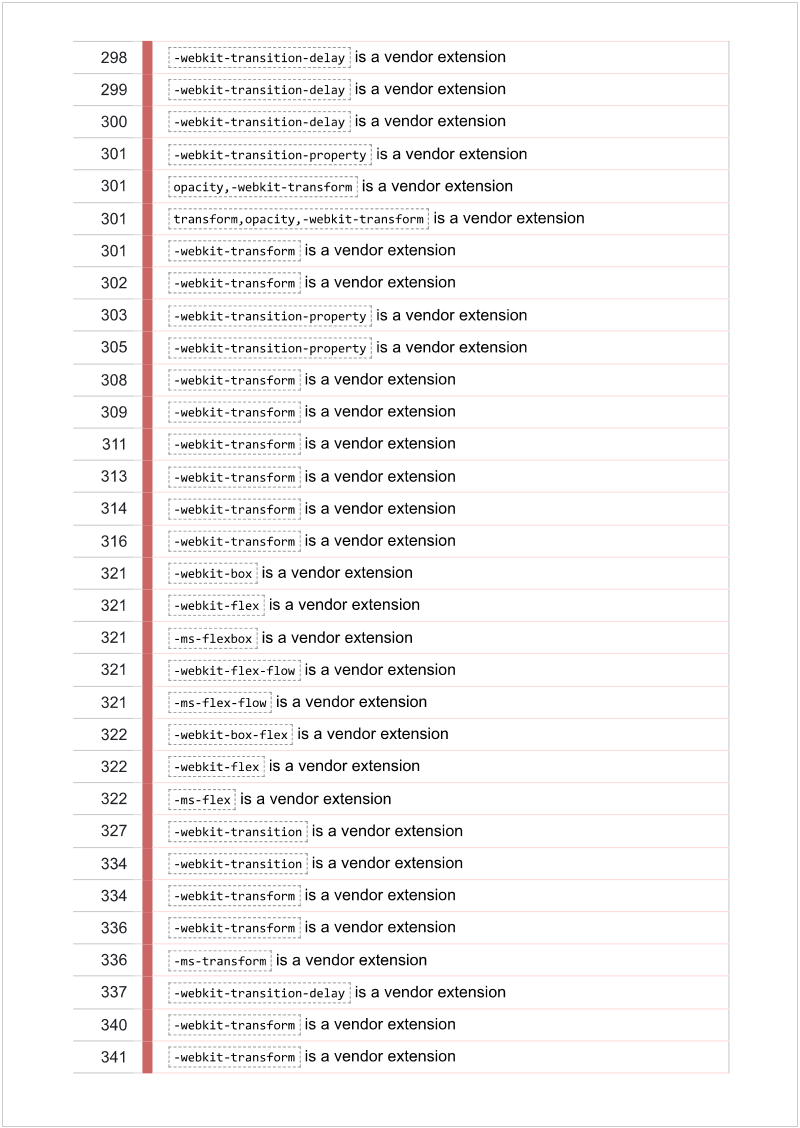 298 -webkit-transition-delay is a vendor extension
299 -webkit-transition-delay is a vendor extension
300 -webkit-transition-delay is a vendor extension
301 -webkit-transition-property is a vendor extension
301 opacity,-webkit-transform is a vendor extension
301 transform,opacity,-webkit-transform is a vendor extension
301 -webkit-transform is a vendor extension
302 -webkit-transform is a vendor extension
303 -webkit-transition-property is a vendor extension
305 -webkit-transition-property is a vendor extension
308 -webkit-transform is a vendor extension
309 -webkit-transform is a vendor extension
311 -webkit-transform is a vendor extension
313 -webkit-transform is a vendor extension
314 -webkit-transform is a vendor extension
316 -webkit-transform is a vendor extension
321 -webkit-box is a vendor extension
321 -webkit-flex is a vendor extension
321 -ms-flexbox is a vendor extension
321 -webkit-flex-flow is a vendor extension
321 -ms-flex-flow is a vendor extension
322 -webkit-box-flex is a vendor extension
322 -webkit-flex is a vendor extension
322 -ms-flex is a vendor extension
327 -webkit-transition is a vendor extension
334 -webkit-transition is a vendor extension
334 -webkit-transform is a vendor extension
336 -webkit-transform is a vendor extension
336 -ms-transform is a vendor extension
337 -webkit-transition-delay is a vendor extension
340 -webkit-transform is a vendor extension
341 -webkit-transform is a vendor extension